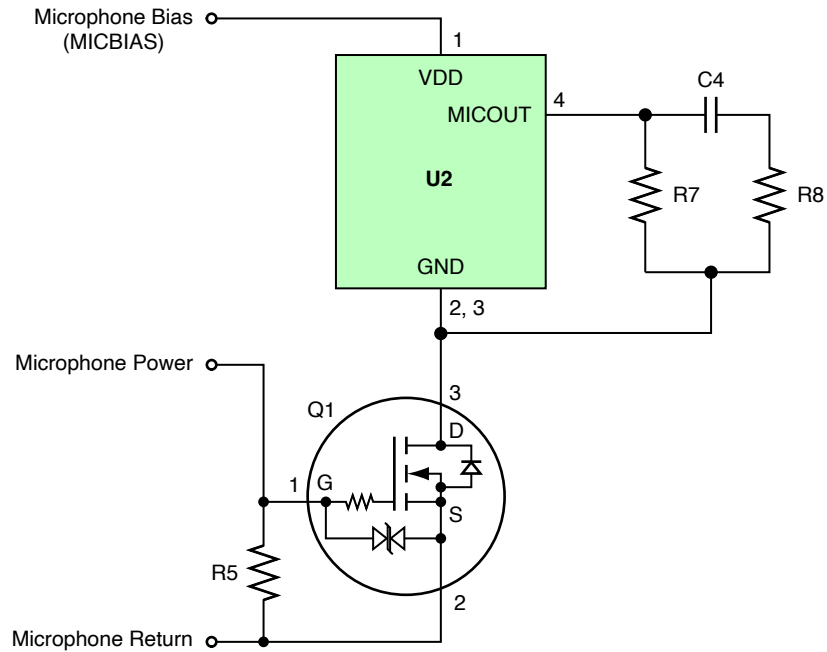 Microphone Bias
(MICBIAS)
1
VDD
MICOUT
4
C4
U2
R7
R8
GND
2, 3
Microphone Power
Q1
3
D
1
G
S
R5
2
Microphone Return